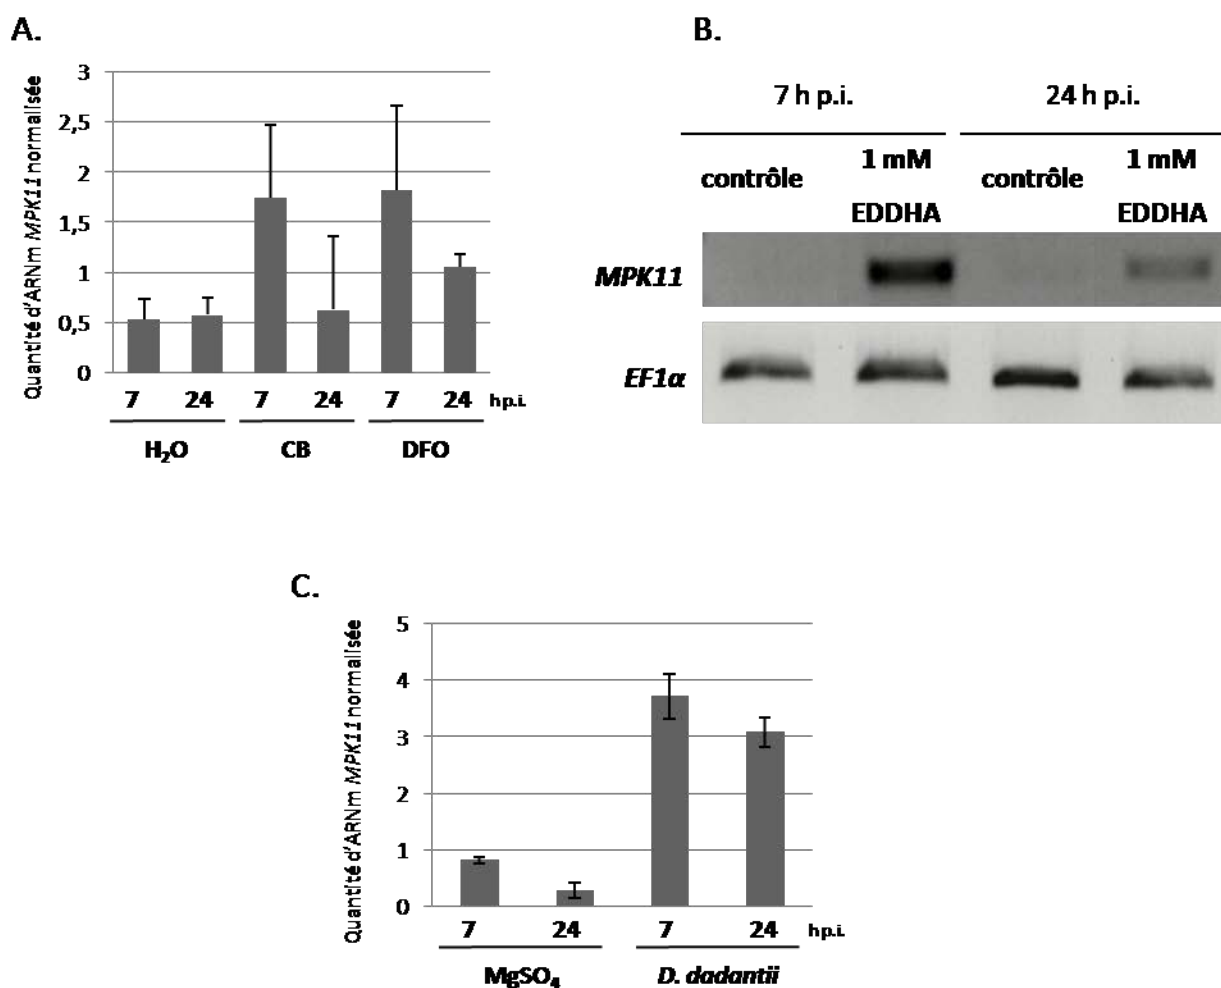 A.
Quantité d'ARNm MPK11 normalisée
3
2,5
2
1,5
1
0,5
0
7 24 7 24 7 24 h p.i.
H₂O CB DFO
B.
7 h p.i. 24 h p.i.
contrôle 1 mM EDDHA contrôle 1 mM EDDHA
MPK11
EF1α
C.
Quantité d'ARNm MPK11 normalisée
5
4
3
2
1
0
7 24 7 24 h p.i.
MgSO₄ D. dadantii